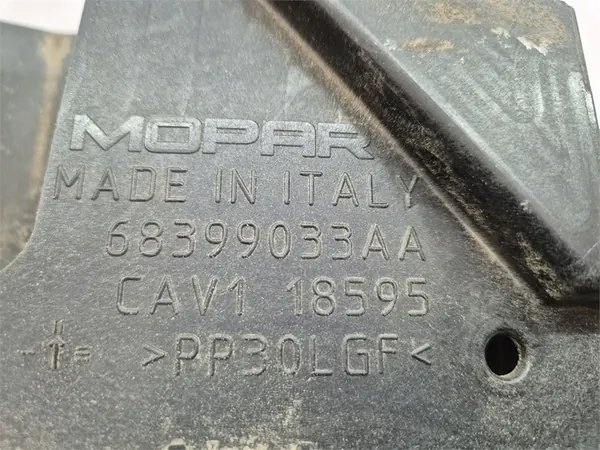 MOPAR
MADE IN ITALY
68399033AA
CAV1 18595
>PP30LGF<